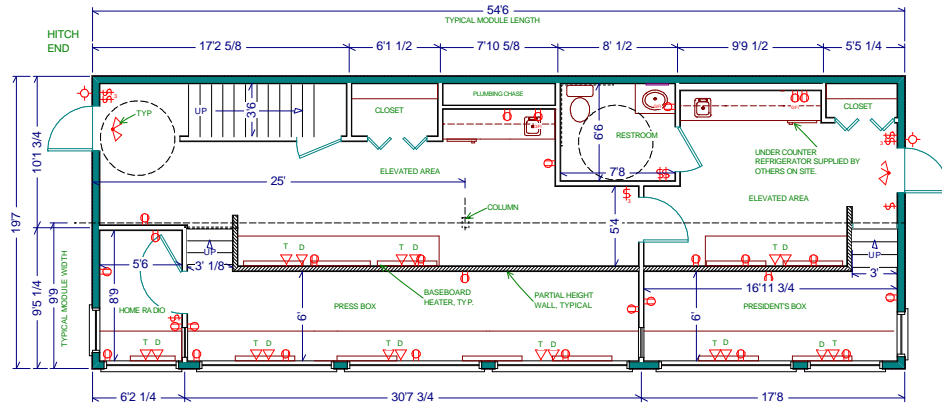 54'6
TYPICAL MODULE LENGTH
HITCH
END
17'2 5/8
6'1 1/2
7'10 5/8
8' 1/2
9'9 1/2
5'5 1/4
TYP
UP
3'6
CLOSET
PLUMBING CHASE
RESTROOM
6'6
7'8
CLOSET
UNDER COUNTER
REFRIGERATOR SUPPLIED BY
OTHERS ON SITE.
10'1 3/4
19'7
25'
ELEVATED AREA
ELEVATED AREA
COLUMN
5'4
9'5 1/4
9'9
TYPICAL MODULE WIDTH
5'6
8'9
HOME RADIO
UP
3' 1/8
T D
T D
T D
UP
3'
BASEBOARD
HEATER, TYP.
PARTIAL HEIGHT
WALL, TYPICAL
16'11 3/4
6'
PRESS BOX
6'
PRESIDENT'S BOX
T D
T D
T D
T D
T D
D T
6'2 1/4
30'7 3/4
17'8